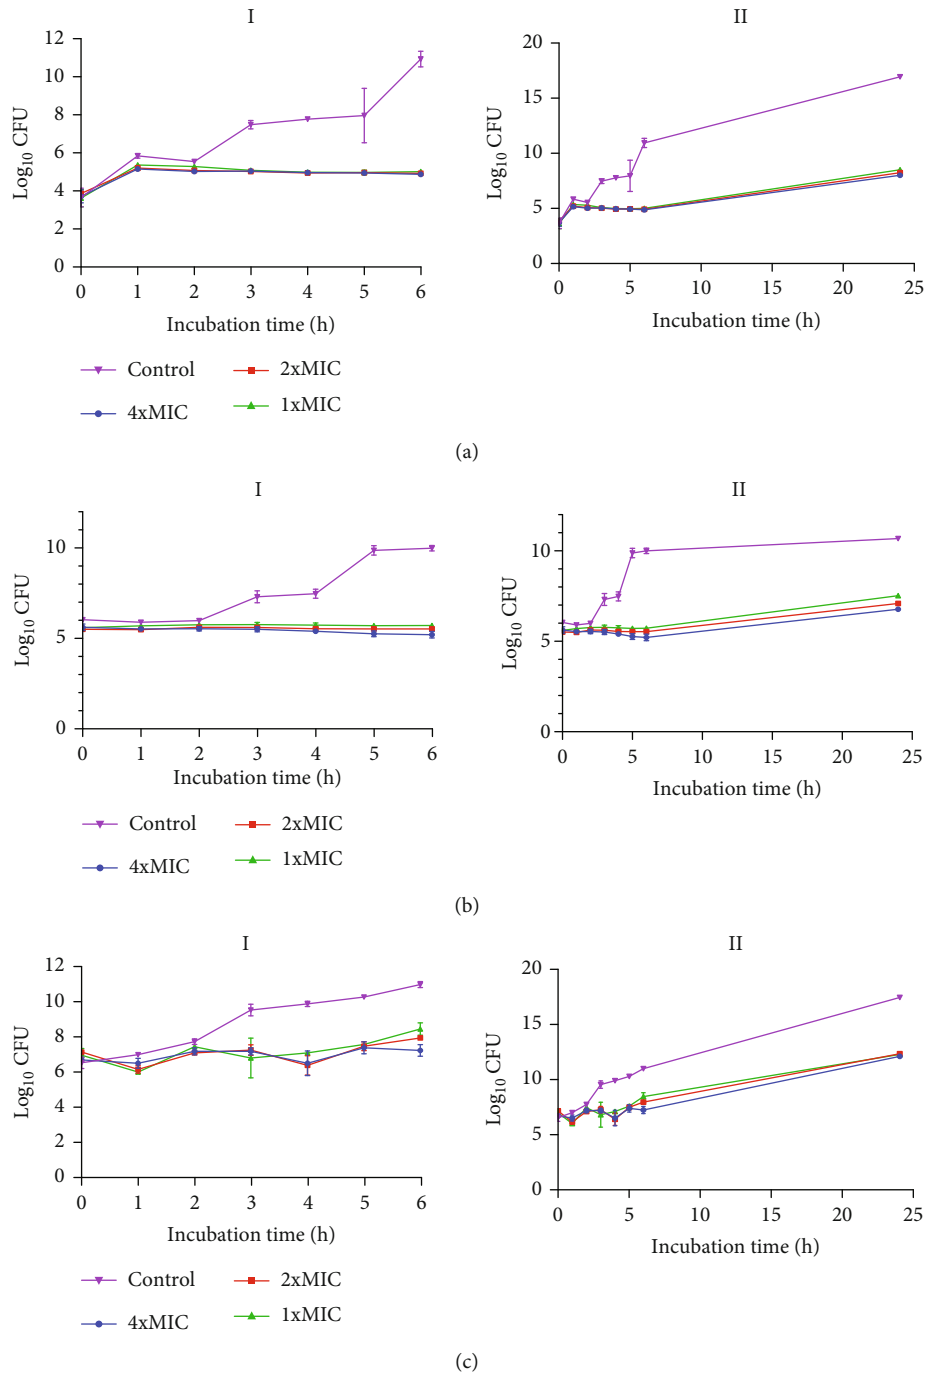 I
12
10
8
6
4
2
0
Log10 CFU
0 1 2 3 4 5 6
Incubation time (h)
II
20
15
10
5
0
Log10 CFU
0 5 10 15 20 25
Incubation time (h)
Control 2xMIC
4xMIC 1xMIC
(a)
I
10
5
0
Log10 CFU
0 1 2 3 4 5 6
Incubation time (h)
II
10
5
0
Log10 CFU
0 5 10 15 20 25
Incubation time (h)
Control 2xMIC
4xMIC 1xMIC
(b)
I
12
10
8
6
4
2
0
Log10 CFU
0 1 2 3 4 5 6
Incubation time (h)
II
20
15
10
5
0
Log10 CFU
0 5 10 15 20 25
Incubation time (h)
Control 2xMIC
4xMIC 1xMIC
(c)